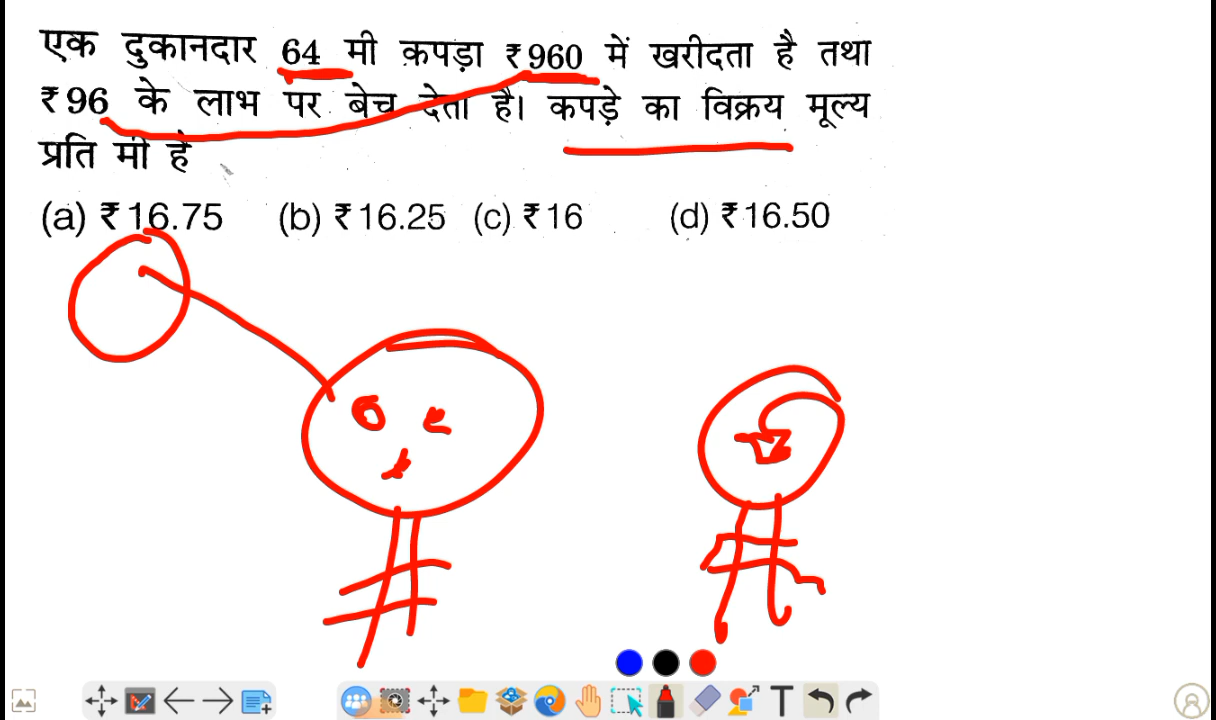 एक दुकानदार 64 मी कपड़ा ₹960 में खरीदता है तथा
₹96 के लाभ पर बेच देता है। कपड़े का विक्रय मूल्य
प्रति मी है
(a) ₹16.75 (b) ₹16.25 (c) ₹16 (d) ₹16.50